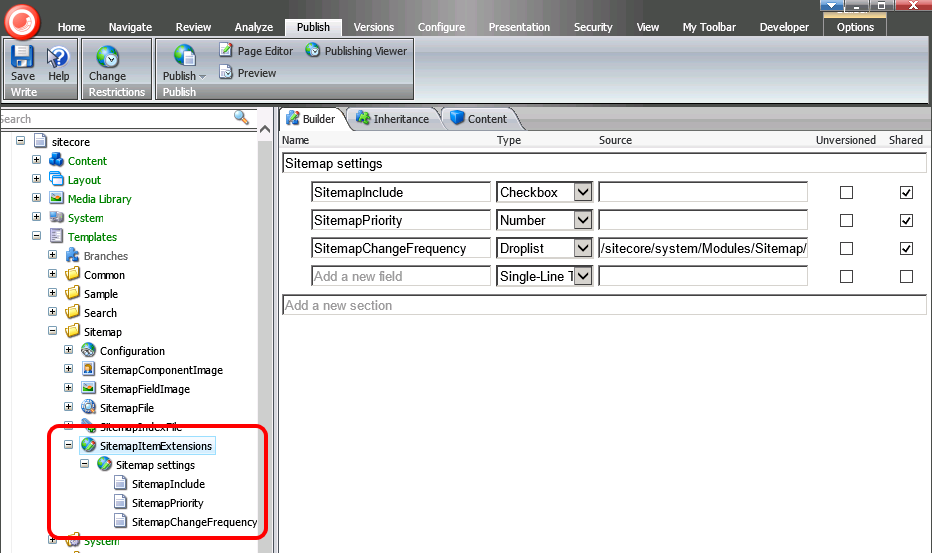 Home Navigate Review Analyze Publish Versions Configure Presentation Security View My Toolbar Developer Options
Save Help Change Publish Page Editor Publishing Viewer
Preview
Write Restrictions Publish
Search
Builder Inheritance Content
Name Type Source Unversioned Shared
Sitemap settings
SitemapInclude Checkbox
SitemapPriority Number
SitemapChangeFrequency Droplist /sitecore/system/Modules/Sitemap/
Add a new field Single-Line T
Add a new section
sitecore
Content
Layout
Media Library
System
Templates
Branches
Common
Sample
Search
Sitemap
Configuration
SitemapComponentImage
SitemapFieldImage
SitemapFile
SitemapIndexFile
SitemapItemExtensions
Sitemap settings
SitemapInclude
SitemapPriority
SitemapChangeFrequency
System